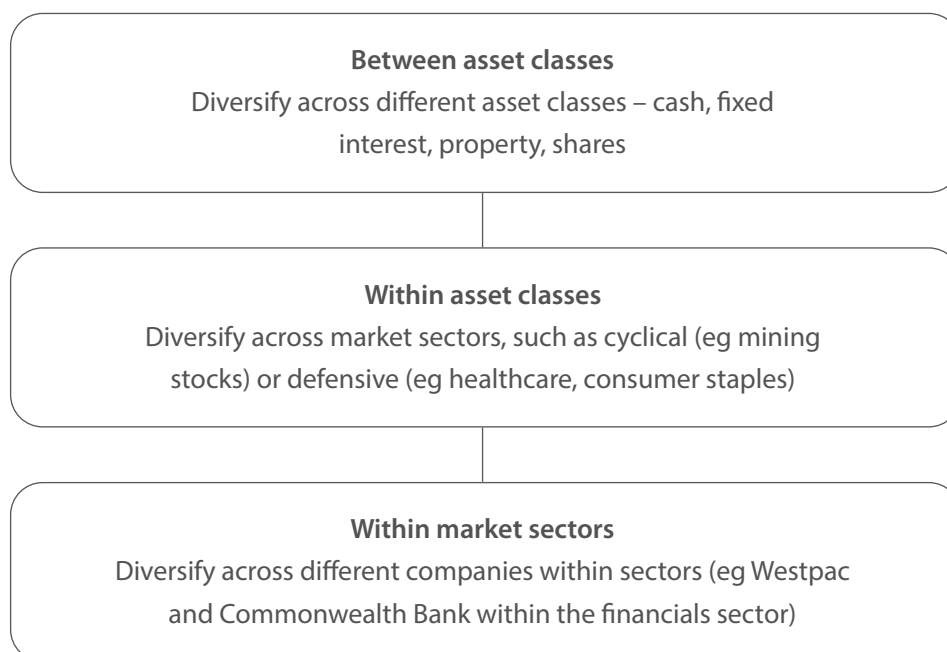 Between asset classes
Diversify across different asset classes – cash, fixed
interest, property, shares
Within asset classes
Diversify across market sectors, such as cyclical (eg mining
stocks) or defensive (eg healthcare, consumer staples)
Within market sectors
Diversify across different companies within sectors (eg Westpac
and Commonwealth Bank within the financials sector)